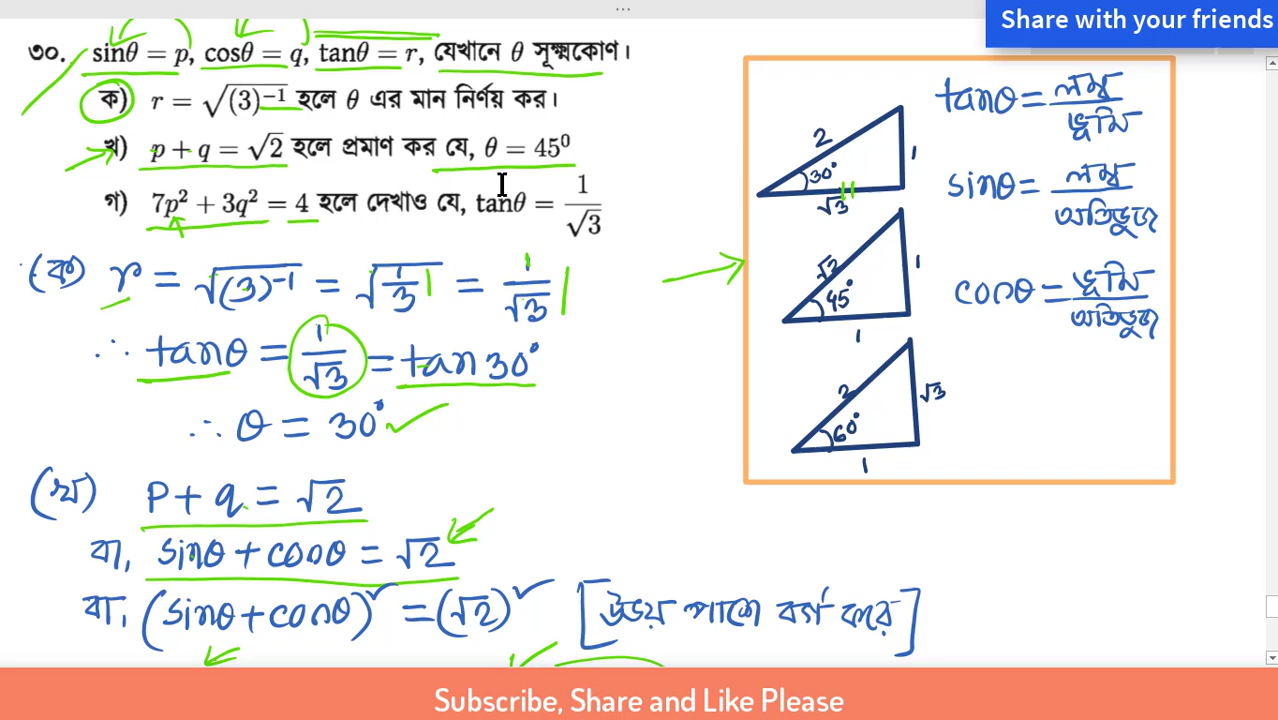 ...
Share with your friends
৩০. sinθ = p, cosθ = q, tanθ = r, যেখানে θ সূক্ষ্মকোণ।
ক) r = √(3)⁻¹ হলে θ এর মান নির্ণয় কর।
খ) p + q = √2 হলে প্রমাণ কর যে, θ = 45⁰
গ) 7p² + 3q² = 4 হলে দেখাও যে, tanθ = 1/√3
(ক) r = √(3)⁻¹ = √(1/3) = 1/√3
∴ tanθ = 1/√3 = tan 30°
∴ θ = 30°
(খ) p + q = √2
বা, sinθ + cosθ = √2
বা, (sinθ + cosθ)² = (√2)² [উভয় পাশে বর্গ করে]
2 1
30°
√3
√2 1
45°
1
2 √3
60°
1
tanθ = লম্ব/ভূমি
sinθ = লম্ব/অতিভুজ
cosθ = ভূমি/অতিভুজ
Subscribe, Share and Like Please